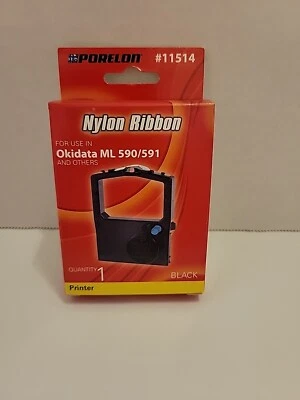 PORELON #11514
Nylon Ribbon
FOR USE IN
Okidata ML 590/591
AND OTHERS
QUANTITY 1
BLACK
Printer